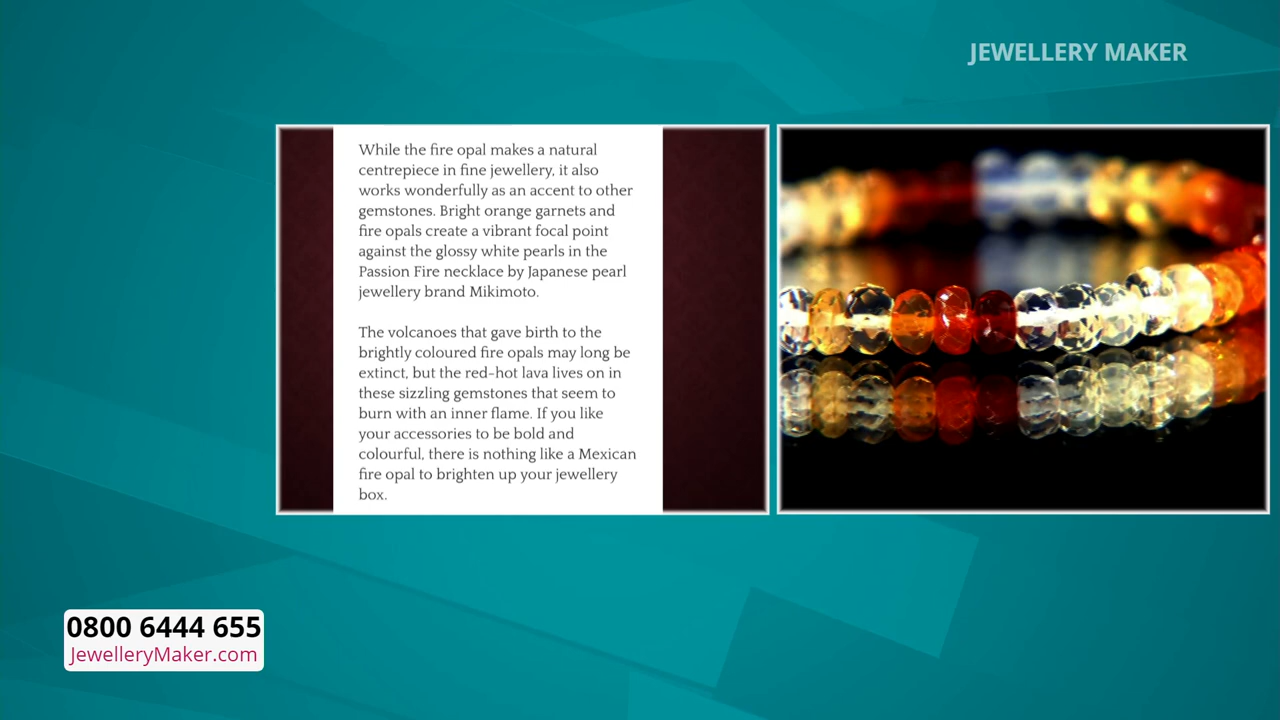 JEWELLERY MAKER
While the fire opal makes a natural
centrepiece in fine jewellery, it also
works wonderfully as an accent to other
gemstones. Bright orange garnets and
fire opals create a vibrant focal point
against the glossy white pearls in the
Passion Fire necklace by Japanese pearl
jewellery brand Mikimoto.
The volcanoes that gave birth to the
brightly coloured fire opals may long be
extinct, but the red-hot lava lives on in
these sizzling gemstones that seem to
burn with an inner flame. If you like
your accessories to be bold and
colourful, there is nothing like a Mexican
fire opal to brighten up your jewellery
box.
0800 6444 655
JewelleryMaker.com